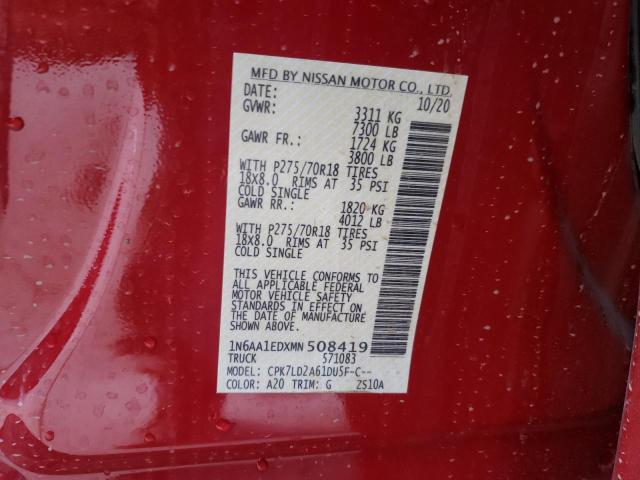 MFD BY NISSAN MOTOR CO., LTD.
DATE: 10/20
GVWR: 3311 KG
7300 LB
GAWR FR.: 1724 KG
3800 LB
WITH P275/70R18 TIRES
18X8.0 RIMS AT 35 PSI
COLD SINGLE
GAWR RR.: 1820 KG
4012 LB
WITH P275/70R18 TIRES
18X8.0 RIMS AT 35 PSI
COLD SINGLE
THIS VEHICLE CONFORMS TO
ALL APPLICABLE FEDERAL
MOTOR VEHICLE SAFETY
STANDARDS IN EFFECT ON
THE DATE OF MANUFACTURE
SHOWN ABOVE.
1N6AA1EDXMN 508419
TRUCK 571083
MODEL: CPK7LD2A61DU5F-C--
COLOR: A20 TRIM: G ZS10A